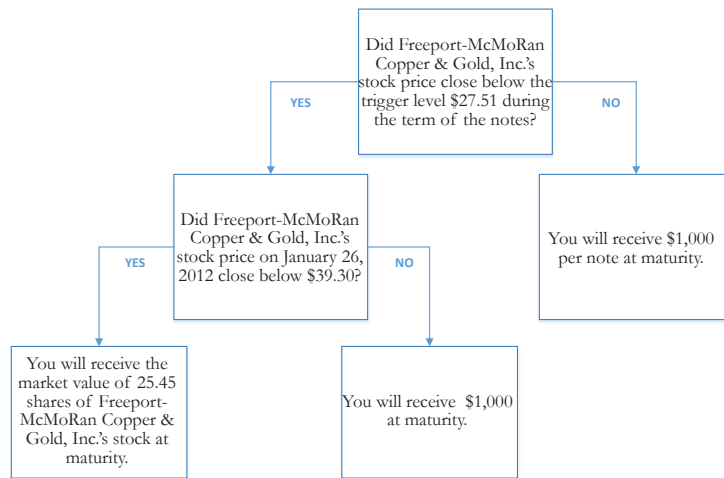 Did Freeport-McMoRan
Copper & Gold, Inc.'s
stock price close below the
trigger level $27.51 during
the term of the notes?
YES
NO
Did Freeport-McMoRan
Copper & Gold, Inc.'s
stock price on January 26,
2012 close below $39.30?
You will receive $1,000
per note at maturity.
YES
NO
You will receive the
market value of 25.45
shares of Freeport-
McMoRan Copper &
Gold, Inc.'s stock at
maturity.
You will receive $1,000
at maturity.